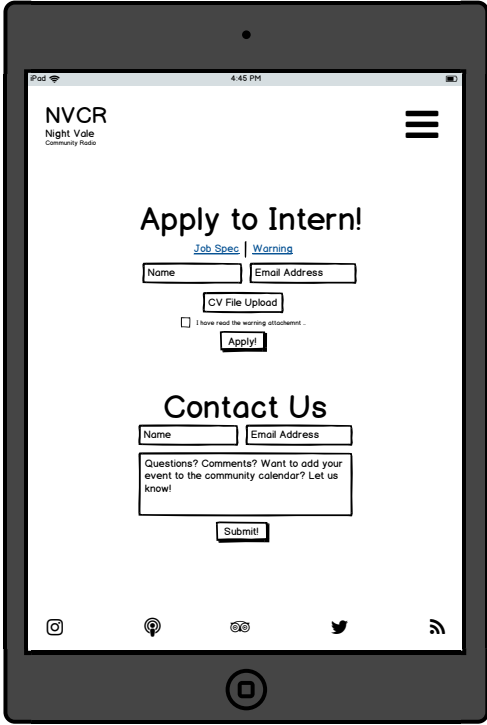 iPad 4:45 PM
NVCR
Night Vale
Community Radio
Apply to Intern!
Job Spec | Warning
Name Email Address
CV File Upload
I have read the warning attachemnt ..
Apply!
Contact Us
Name Email Address
Questions? Comments? Want to add your
event to the community calendar? Let us
know!
Submit!